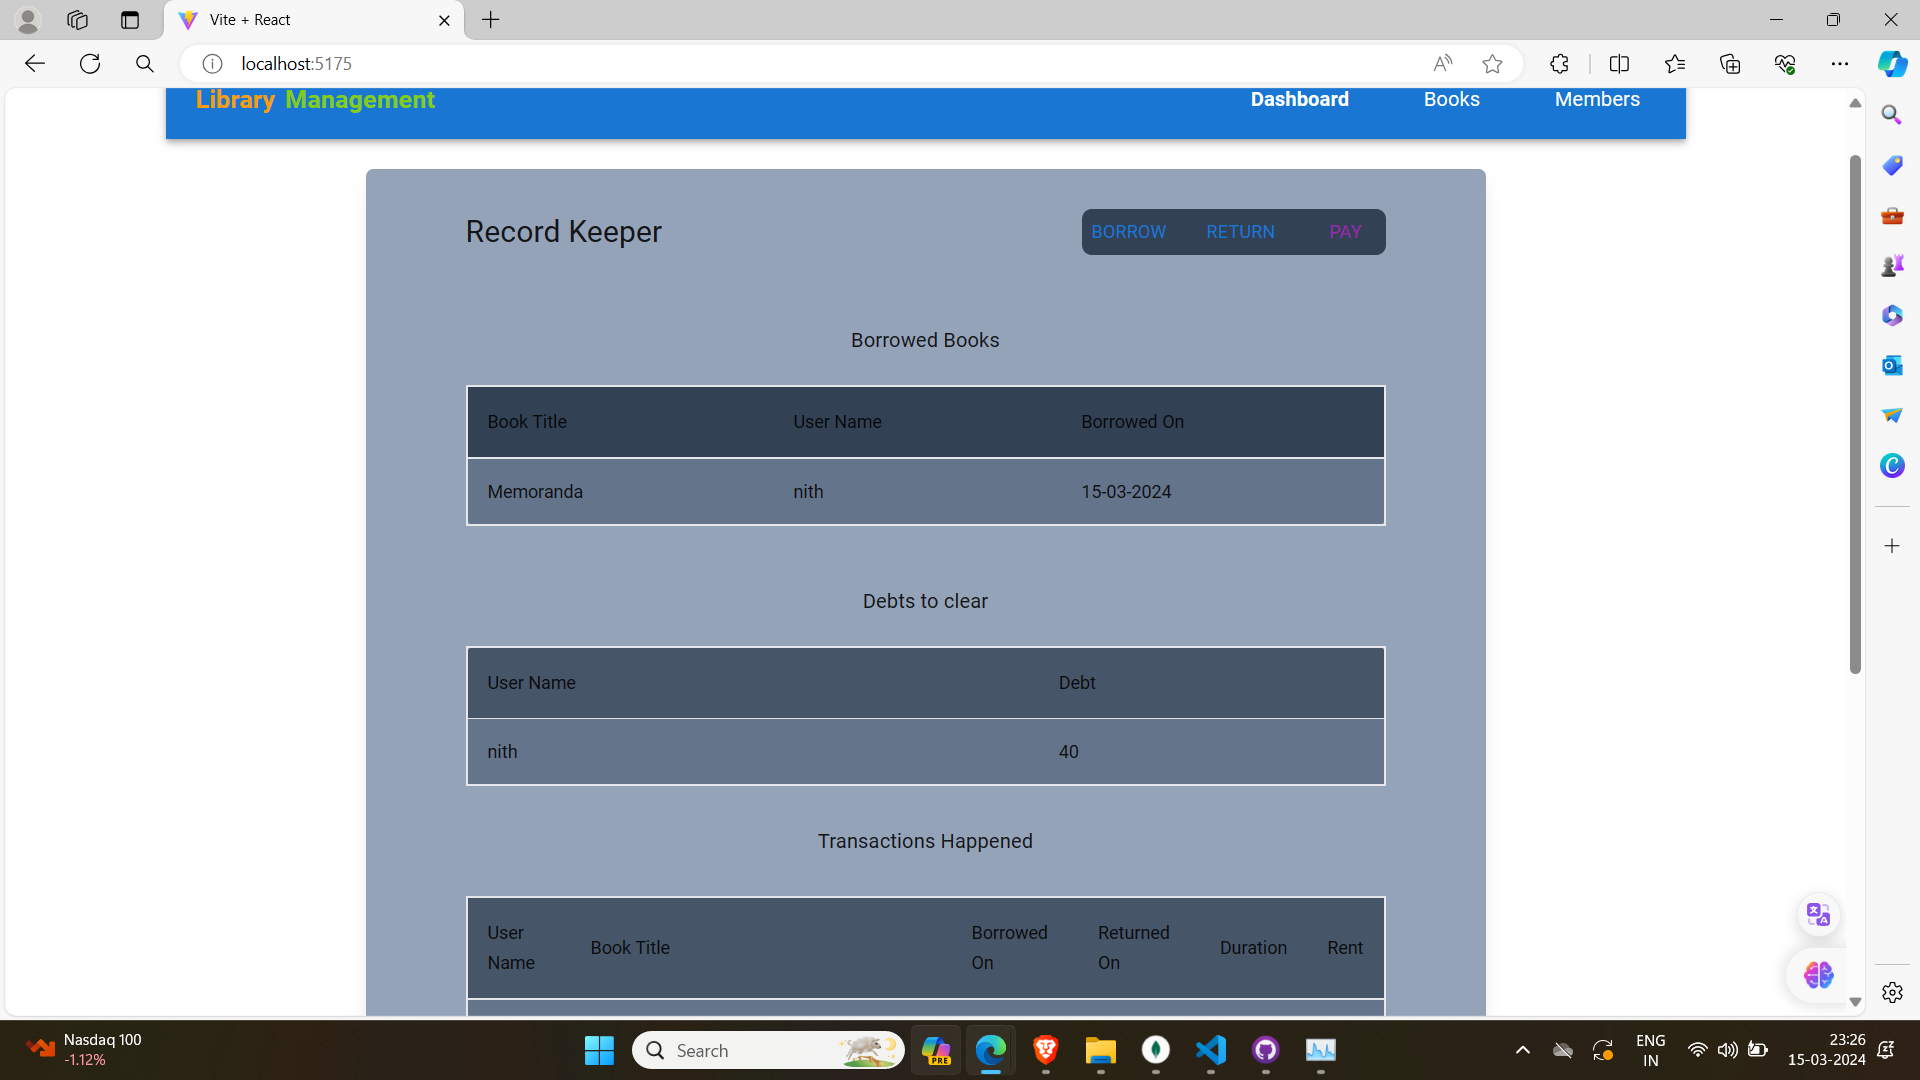 Vite + React
localhost:5175
Library Management
Dashboard
Books
Members
Record Keeper
BORROW
RETURN
PAY
Borrowed Books
Book Title
User Name
Borrowed On
Memoranda
nith
15-03-2024
Debts to clear
User Name
Debt
nith
40
Transactions Happened
User
Name
Book Title
Borrowed
On
Returned
On
Duration
Rent
Nasdaq 100
-1.12%
Search
PRE
ENG
IN
23:26
15-03-2024